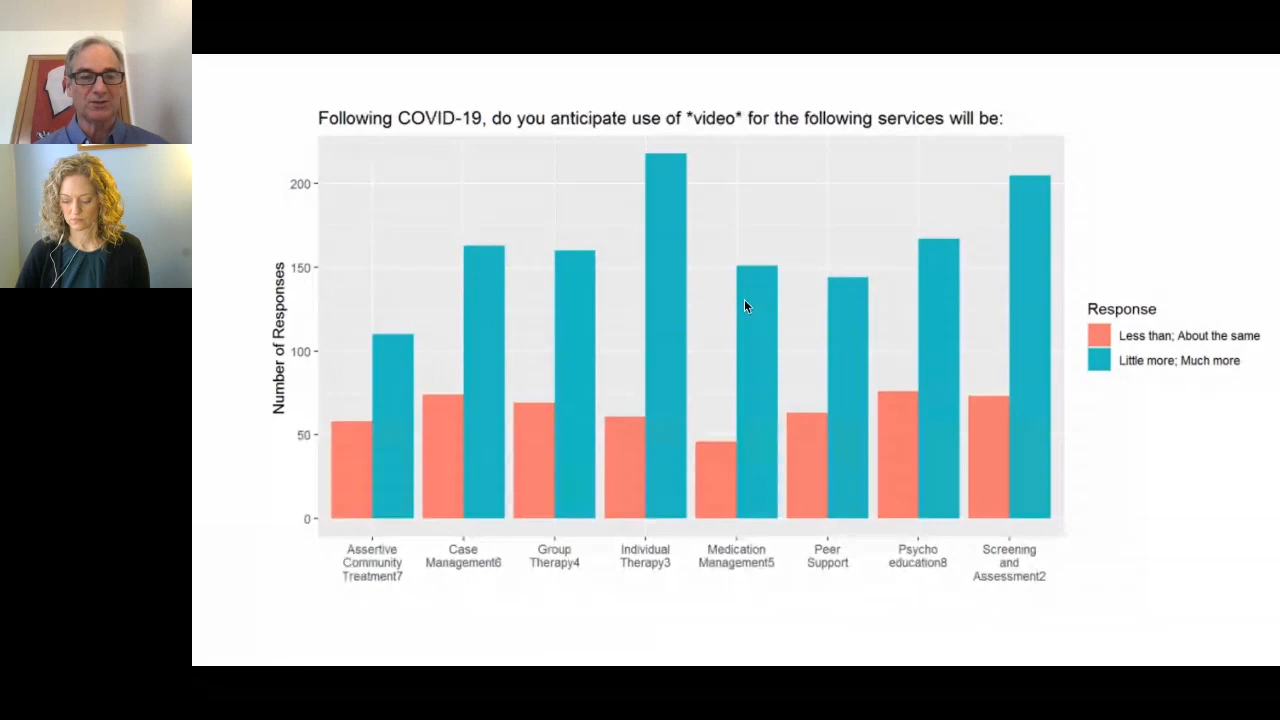 Following COVID-19, do you anticipate use of *video* for the following services will be:
Number of Responses
200
150
100
50
0
Assertive
Community
Treatment7
Case
Management6
Group
Therapy4
Individual
Therapy3
Medication
Management5
Peer
Support
Psycho
education8
Screening
and
Assessment2
Response
Less than; About the same
Little more; Much more